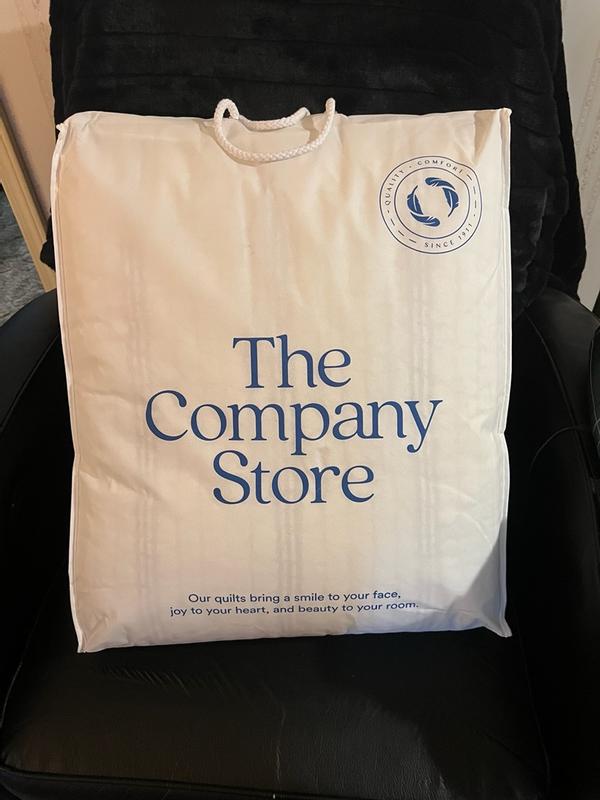 QUALITY · COMFORT
SINCE 1911
The
Company
Store
Our quilts bring a smile to your face,
joy to your heart, and beauty to your room.